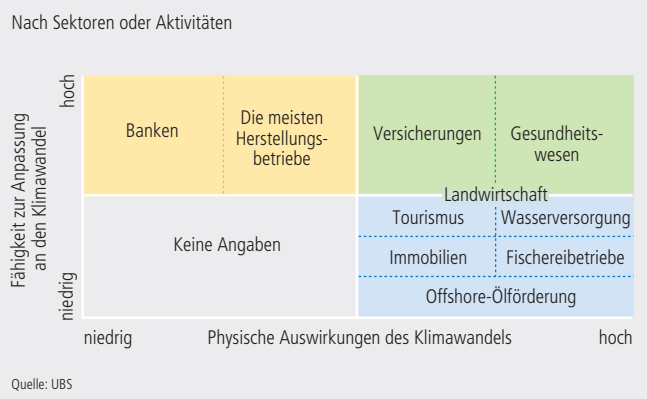 Nach Sektoren oder Aktivitäten
Fähigkeit zur Anpassung
an den Klimawandel
hoch
niedrig
Banken
Die meisten
Herstellungs-
betriebe
Versicherungen
Gesundheits-
wesen
Landwirtschaft
Keine Angaben
Tourismus
Wasserversorgung
Immobilien
Fischereibetriebe
Offshore-Ölförderung
niedrig
Physische Auswirkungen des Klimawandels
hoch
Quelle: UBS